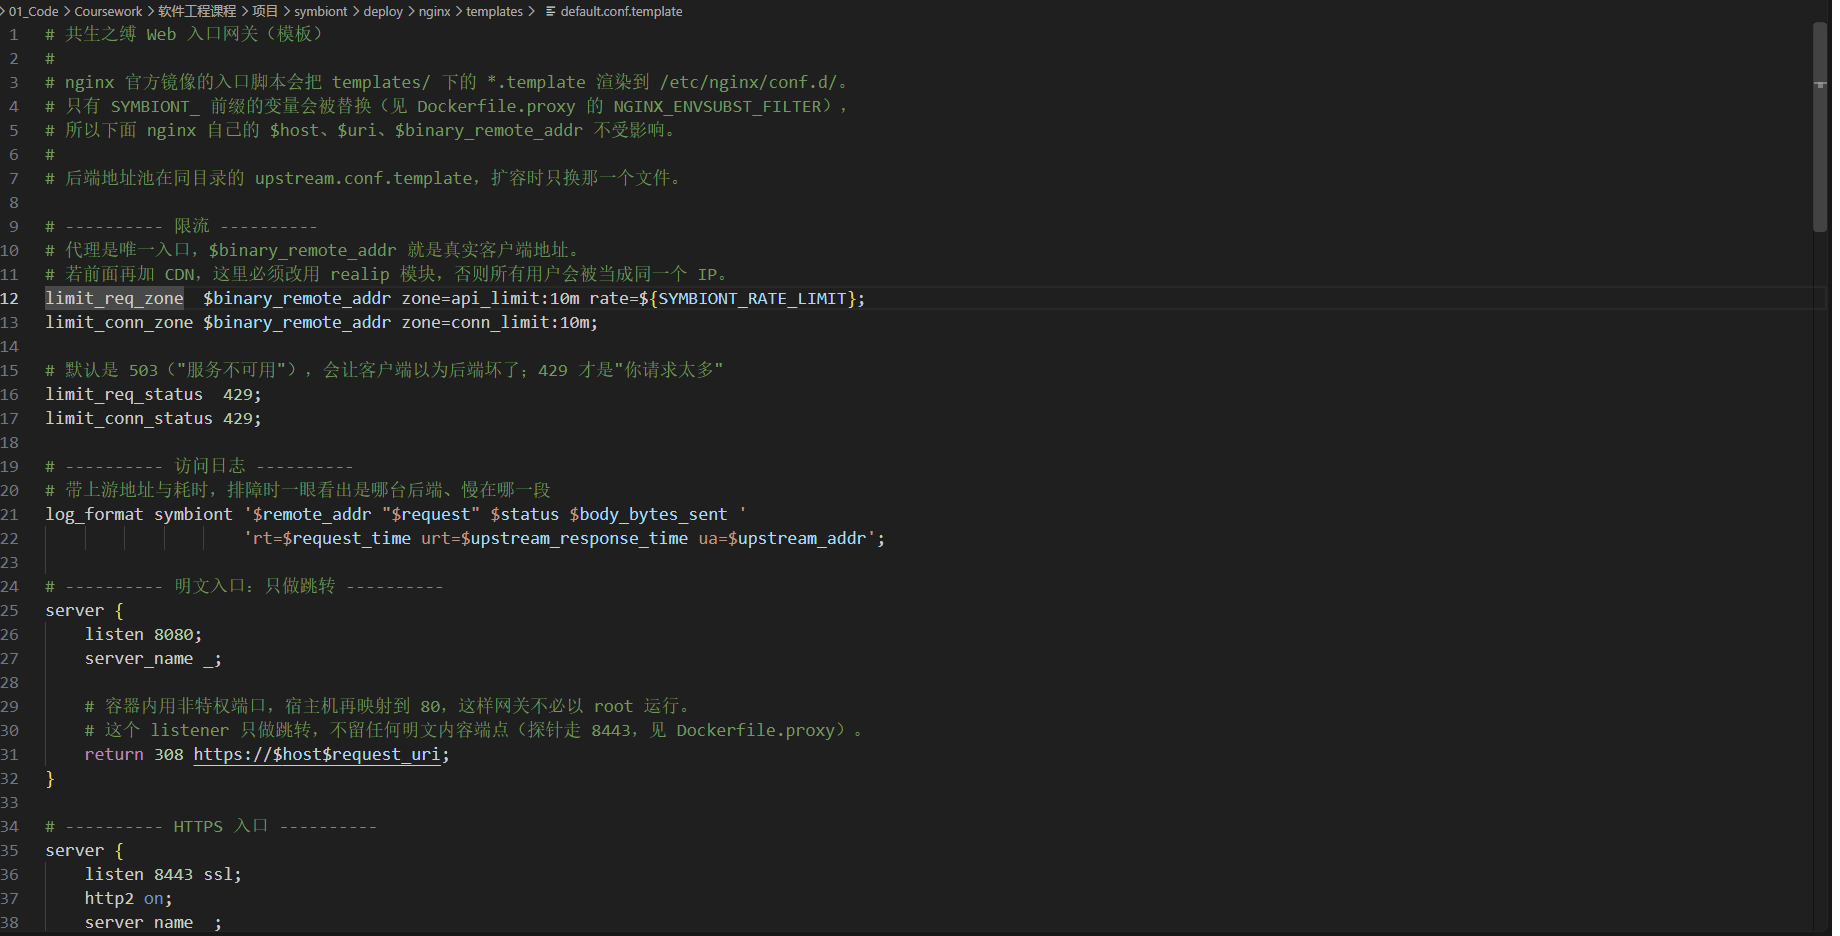 01_Code > Coursework > 软件工程课程 > 项目 > symbiont > deploy > nginx > templates > default.conf.template
1 # 共生之缚 Web 入口网关（模板）
2 #
3 # nginx 官方镜像的入口脚本会把 templates/ 下的 *.template 渲染到 /etc/nginx/conf.d/。
4 # 只有 SYMBIONT_ 前缀的变量会被替换（见 Dockerfile.proxy 的 NGINX_ENVSUBST_FILTER），
5 # 所以下面 nginx 自己的 $host、$uri、$binary_remote_addr 不受影响。
6 #
7 # 后端地址池在同目录的 upstream.conf.template，扩容时只换那一个文件。
8
9 # ---------- 限流 ----------
10 # 代理是唯一入口，$binary_remote_addr 就是真实客户端地址。
11 # 若前面再加 CDN，这里必须改用 realip 模块，否则所有用户会被当成同一个 IP。
12 limit_req_zone  $binary_remote_addr zone=api_limit:10m rate=${SYMBIONT_RATE_LIMIT};
13 limit_conn_zone $binary_remote_addr zone=conn_limit:10m;
14
15 # 默认是 503（"服务不可用"），会让客户端以为后端坏了；429 才是"你请求太多"
16 limit_req_status  429;
17 limit_conn_status 429;
18
19 # ---------- 访问日志 ----------
20 # 带上游地址与耗时，排障时一眼看出是哪台后端、慢在哪一段
21 log_format symbiont '$remote_addr "$request" $status $body_bytes_sent '
22                     'rt=$request_time urt=$upstream_response_time ua=$upstream_addr';
23
24 # ---------- 明文入口：只做跳转 ----------
25 server {
26     listen 8080;
27     server_name _;
28
29     # 容器内用非特权端口，宿主机再映射到 80，这样网关不必以 root 运行。
30     # 这个 listener 只做跳转，不留任何明文内容端点（探针走 8443，见 Dockerfile.proxy）。
31     return 308 https://$host$request_uri;
32 }
33
34 # ---------- HTTPS 入口 ----------
35 server {
36     listen 8443 ssl;
37     http2 on;
38     server_name _;